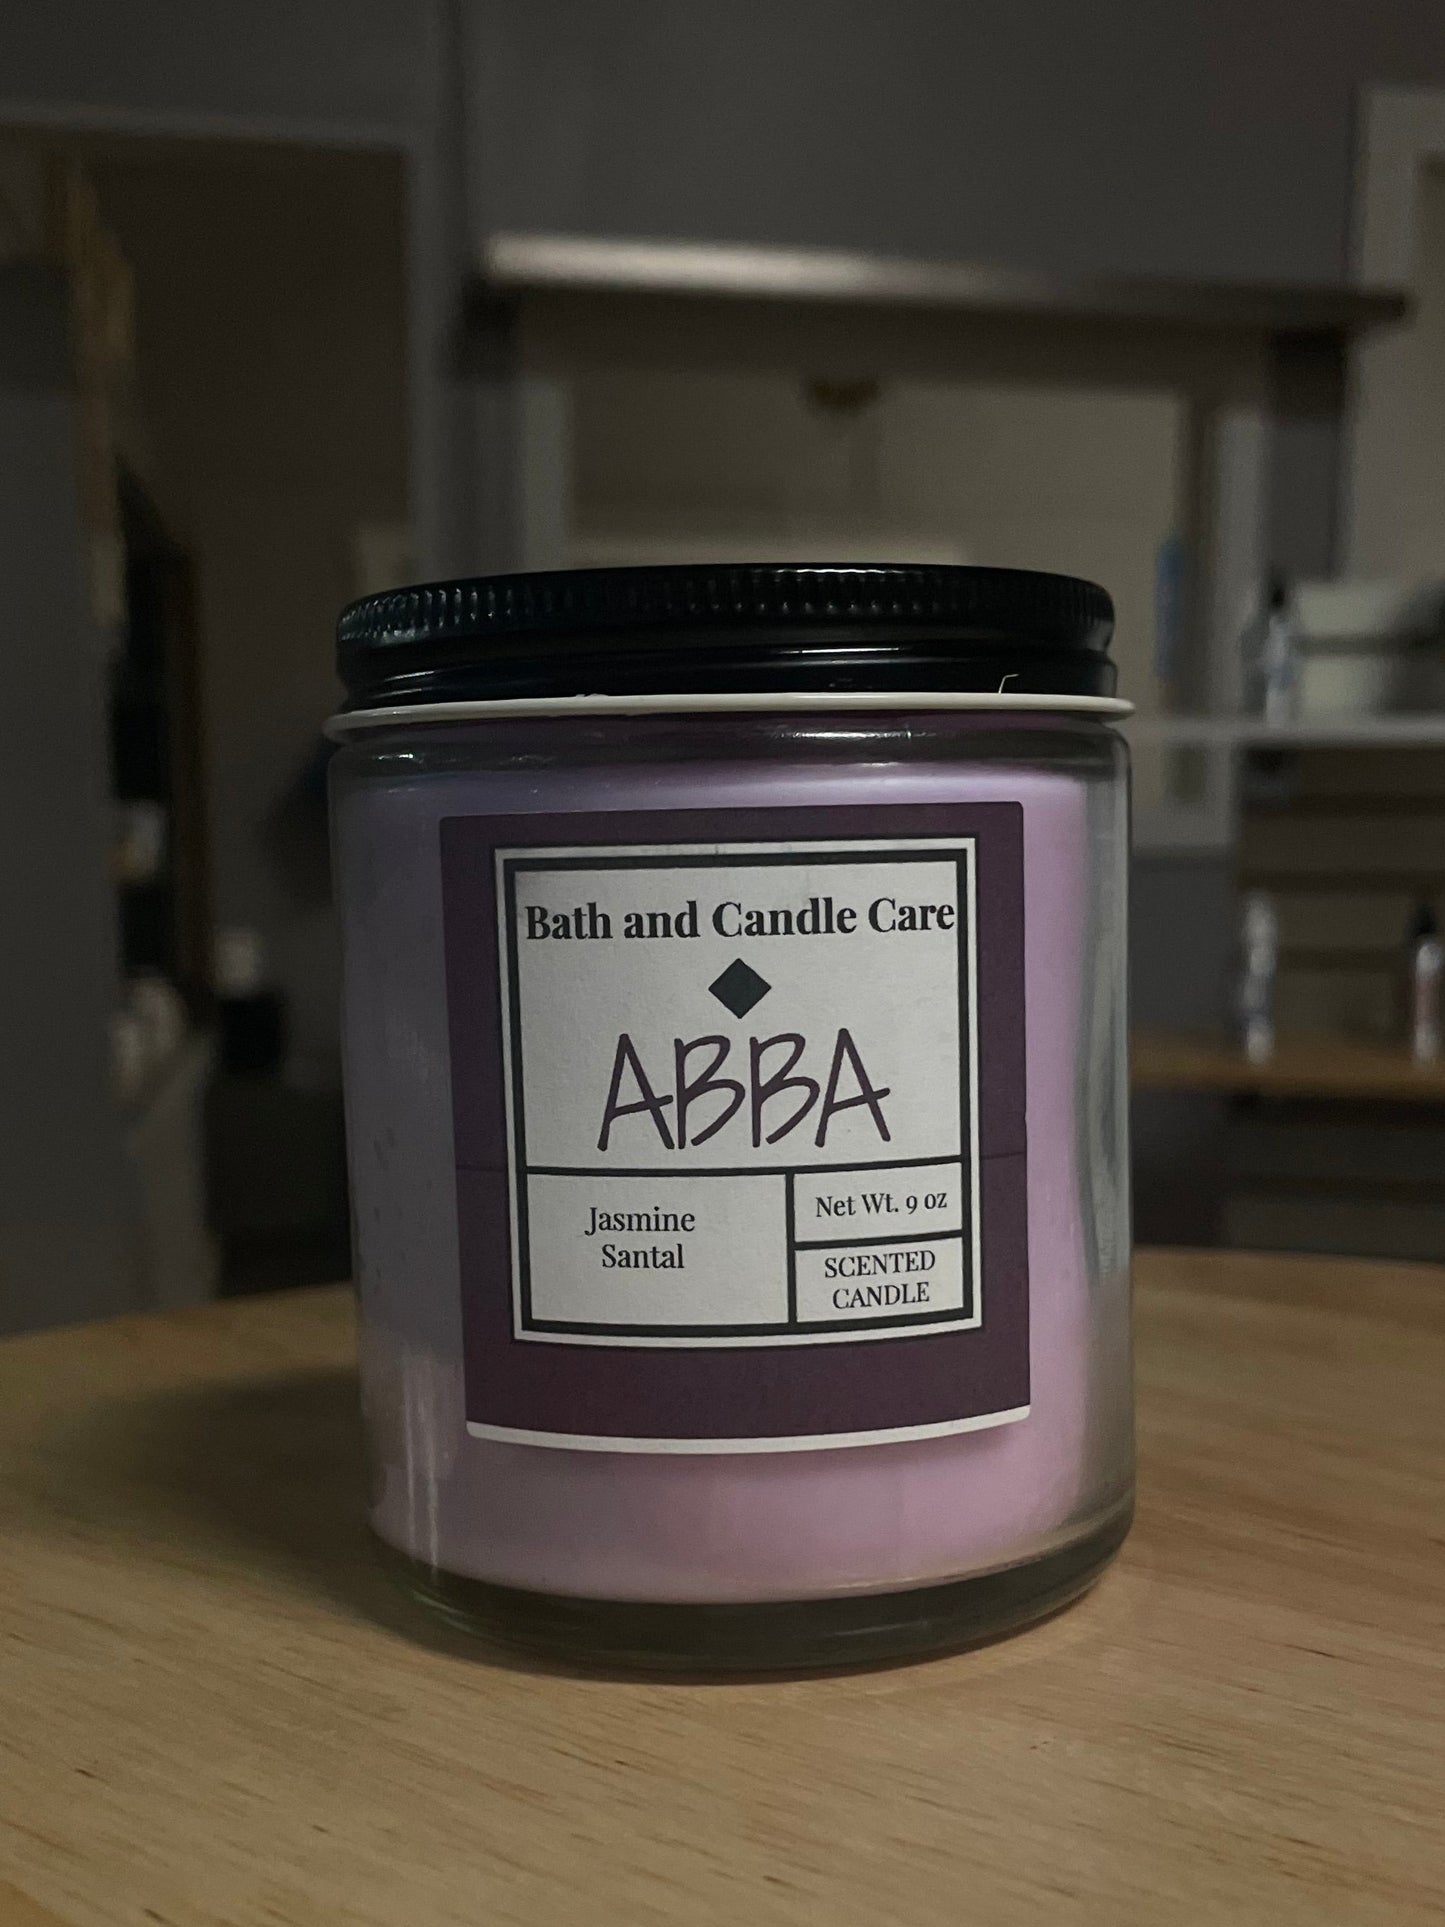 Bath and Candle Care
ABBA
Jasmine
Santal
Net Wt. 9 oz
SCENTED
CANDLE